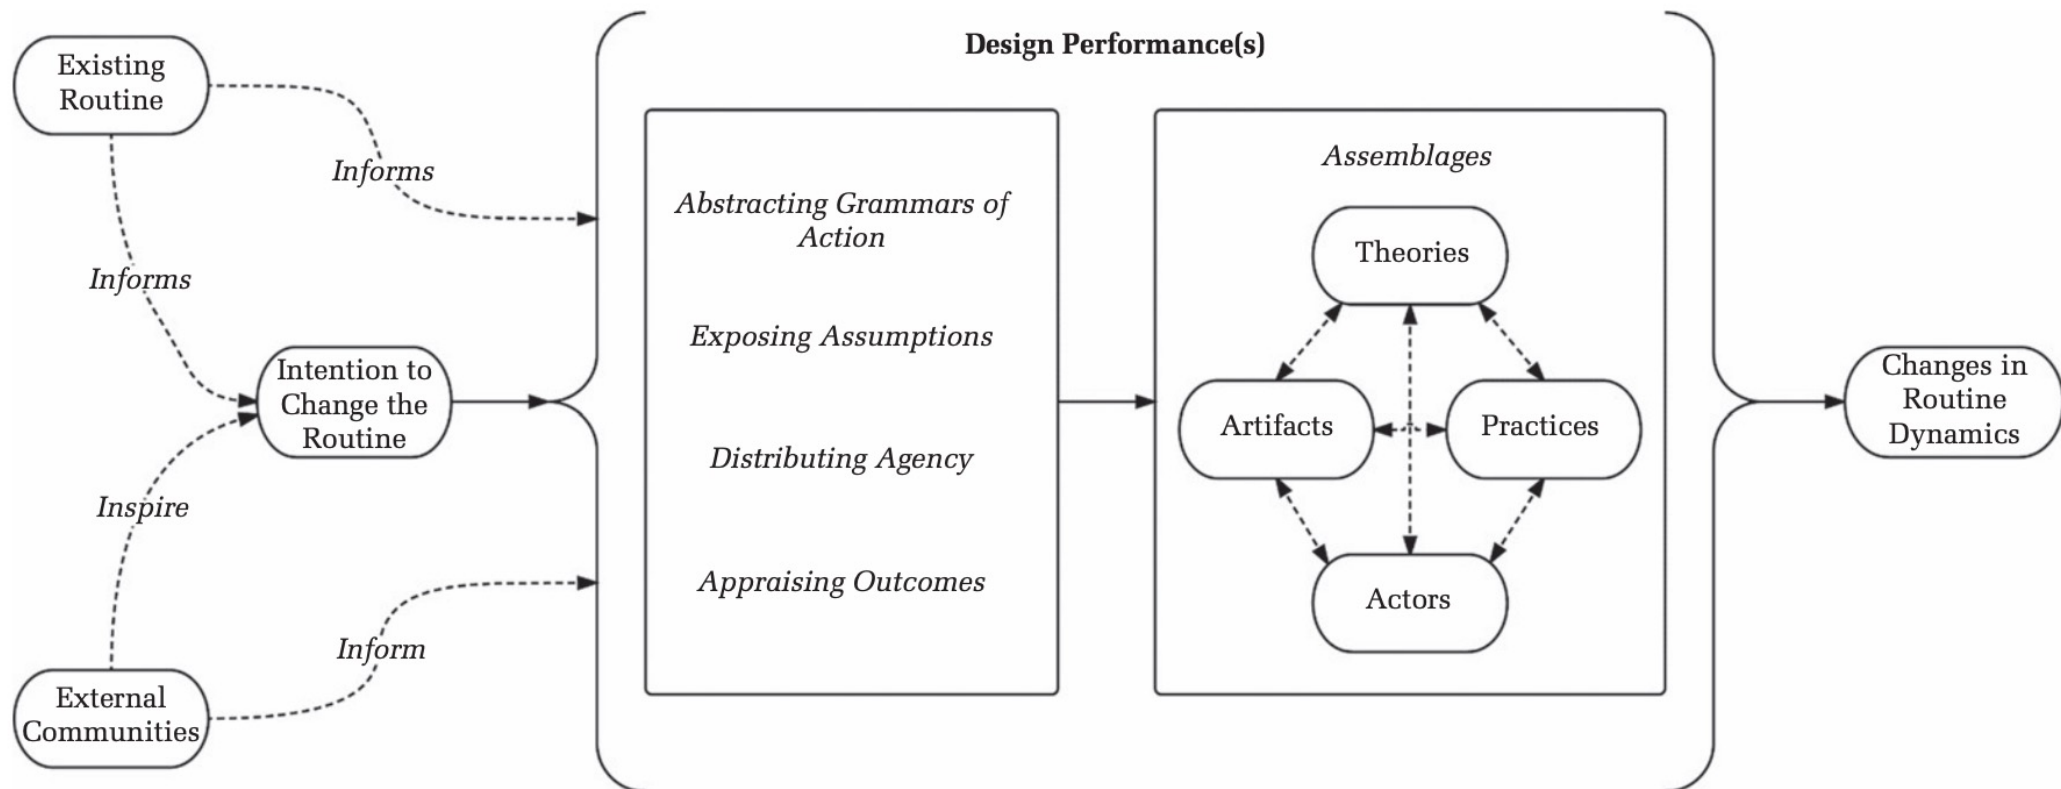 Design Performance(s)
Existing
Routine
Informs
Informs
Intention to
Change the
Routine
Inspire
Inform
External
Communities
Abstracting Grammars of
Action
Exposing Assumptions
Distributing Agency
Appraising Outcomes
Assemblages
Theories
Artifacts
Practices
Actors
Changes in
Routine
Dynamics